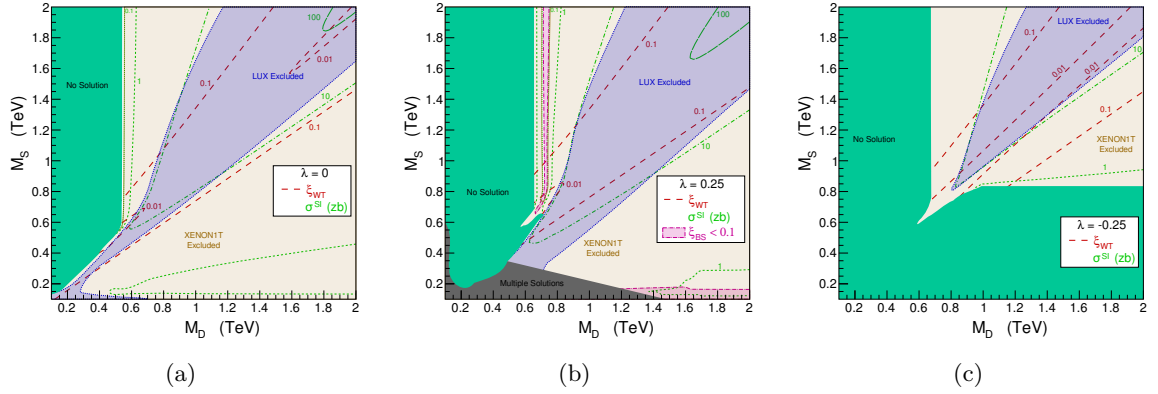 2
1.8
1.6
1.4
1.2
1
0.8
0.6
0.4
0.2
M_S (TeV)
0.1
1
100
0.1
0.01
LUX Excluded
No Solution
10
0.1
λ = 0
ξ_WT
σ^SI (zb)
0.01
XENON1T
Excluded
1
0.2 0.4 0.6 0.8 1 1.2 1.4 1.6 1.8 2
M_D (TeV)
(a)
2
1.8
1.6
1.4
1.2
1
0.8
0.6
0.4
0.2
M_S (TeV)
0.1
1
100
0.1
LUX Excluded
0.1
10
No Solution
0.01
λ = 0.25
ξ_WT
σ^SI (zb)
ξ_BS < 0.1
XENON1T
Excluded
1
Multiple Solutions
0.2 0.4 0.6 0.8 1 1.2 1.4 1.6 1.8 2
M_D (TeV)
(b)
2
1.8
1.6
1.4
1.2
1
0.8
0.6
0.4
0.2
M_S (TeV)
LUX Excluded
10
0.1
0.01
0.01
No Solution
0.1
XENON1T
Excluded
1
λ = -0.25
ξ_WT
σ^SI (zb)
0.2 0.4 0.6 0.8 1 1.2 1.4 1.6 1.8 2
M_D (TeV)
(c)